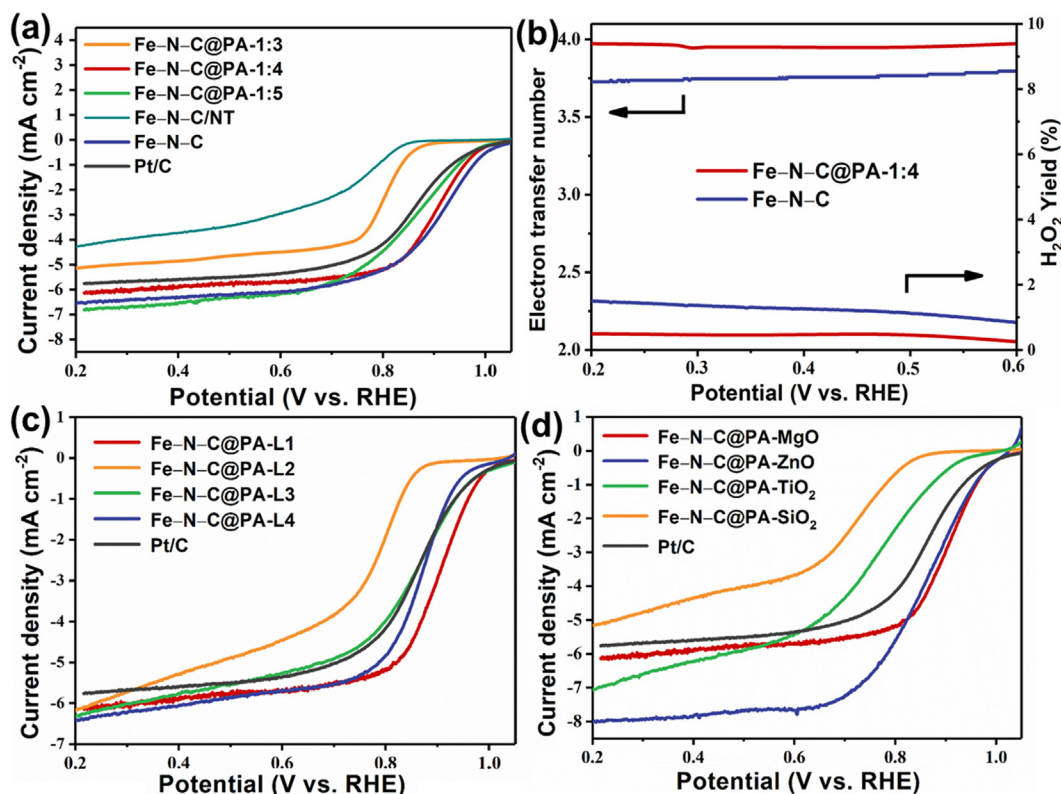 (a)
4
3
2
1
0
-1
-2
-3
-4
-5
-6
-7
-8
Current density (mA cm⁻²)
Fe–N–C@PA-1:3
Fe–N–C@PA-1:4
Fe–N–C@PA-1:5
Fe–N–C/NT
Fe–N–C
Pt/C
0.2 0.4 0.6 0.8 1.0
Potential (V vs. RHE)
(b)
4.0
3.5
3.0
2.5
2.0
Electron transfer number
Fe–N–C@PA-1:4
Fe–N–C
10
8
6
4
2
0
H₂O₂ Yield (%)
0.2 0.3 0.4 0.5 0.6
Potential (V vs. RHE)
(c)
1
0
-1
-2
-3
-4
-5
-6
-7
Current density (mA cm⁻²)
Fe–N–C@PA-L1
Fe–N–C@PA-L2
Fe–N–C@PA-L3
Fe–N–C@PA-L4
Pt/C
0.2 0.4 0.6 0.8 1.0
Potential (V vs. RHE)
(d)
1
0
-1
-2
-3
-4
-5
-6
-7
-8
Current density (mA cm⁻²)
Fe–N–C@PA-MgO
Fe–N–C@PA-ZnO
Fe–N–C@PA-TiO₂
Fe–N–C@PA-SiO₂
Pt/C
0.2 0.4 0.6 0.8 1.0
Potential (V vs. RHE)